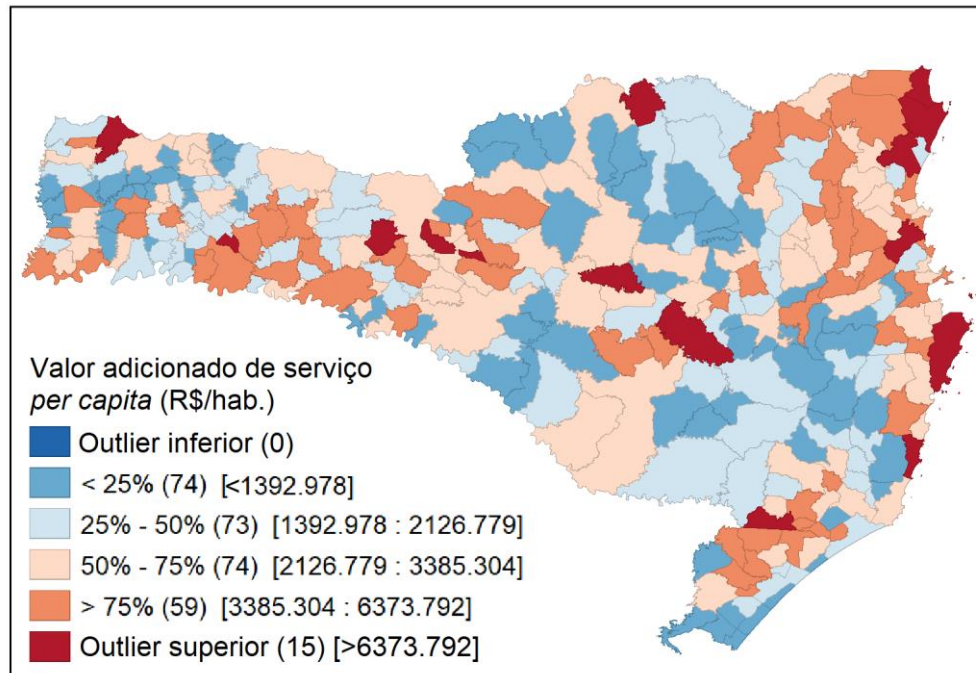 Valor adicionado de serviço
per capita (R$/hab.)
Outlier inferior (0)
< 25% (74) [<1392.978]
25% - 50% (73) [1392.978 : 2126.779]
50% - 75% (74) [2126.779 : 3385.304]
> 75% (59) [3385.304 : 6373.792]
Outlier superior (15) [>6373.792]